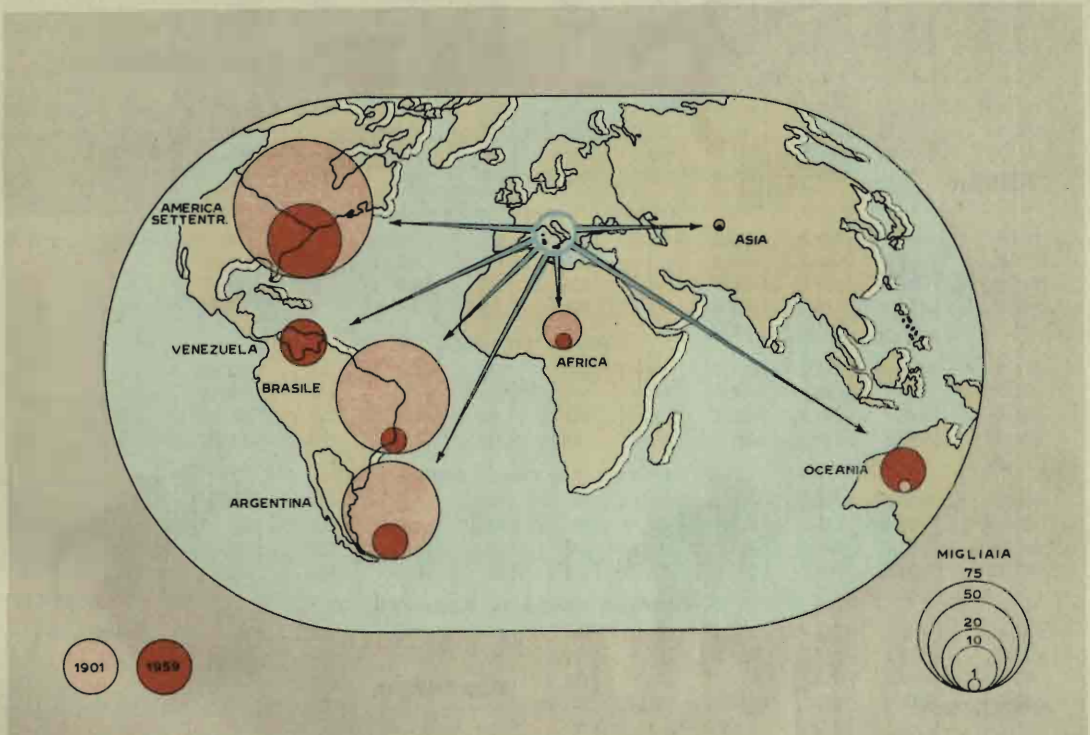 AMERICA
SETTENTR.
ASIA
VENEZUELA
AFRICA
BRASILE
OCEANIA
ARGENTINA
MIGLIAIA
75
50
20
10
1
1901
1959